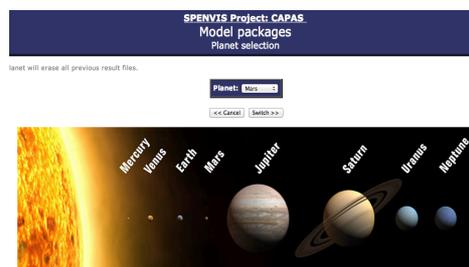 SPENVIS Project: CAPAS
Model packages
Planet selection
lanet will erase all previous result files.
Planet: Mars
<< Cancel Switch >>
Mercury Venus Earth Mars Jupiter Saturn Uranus Neptune